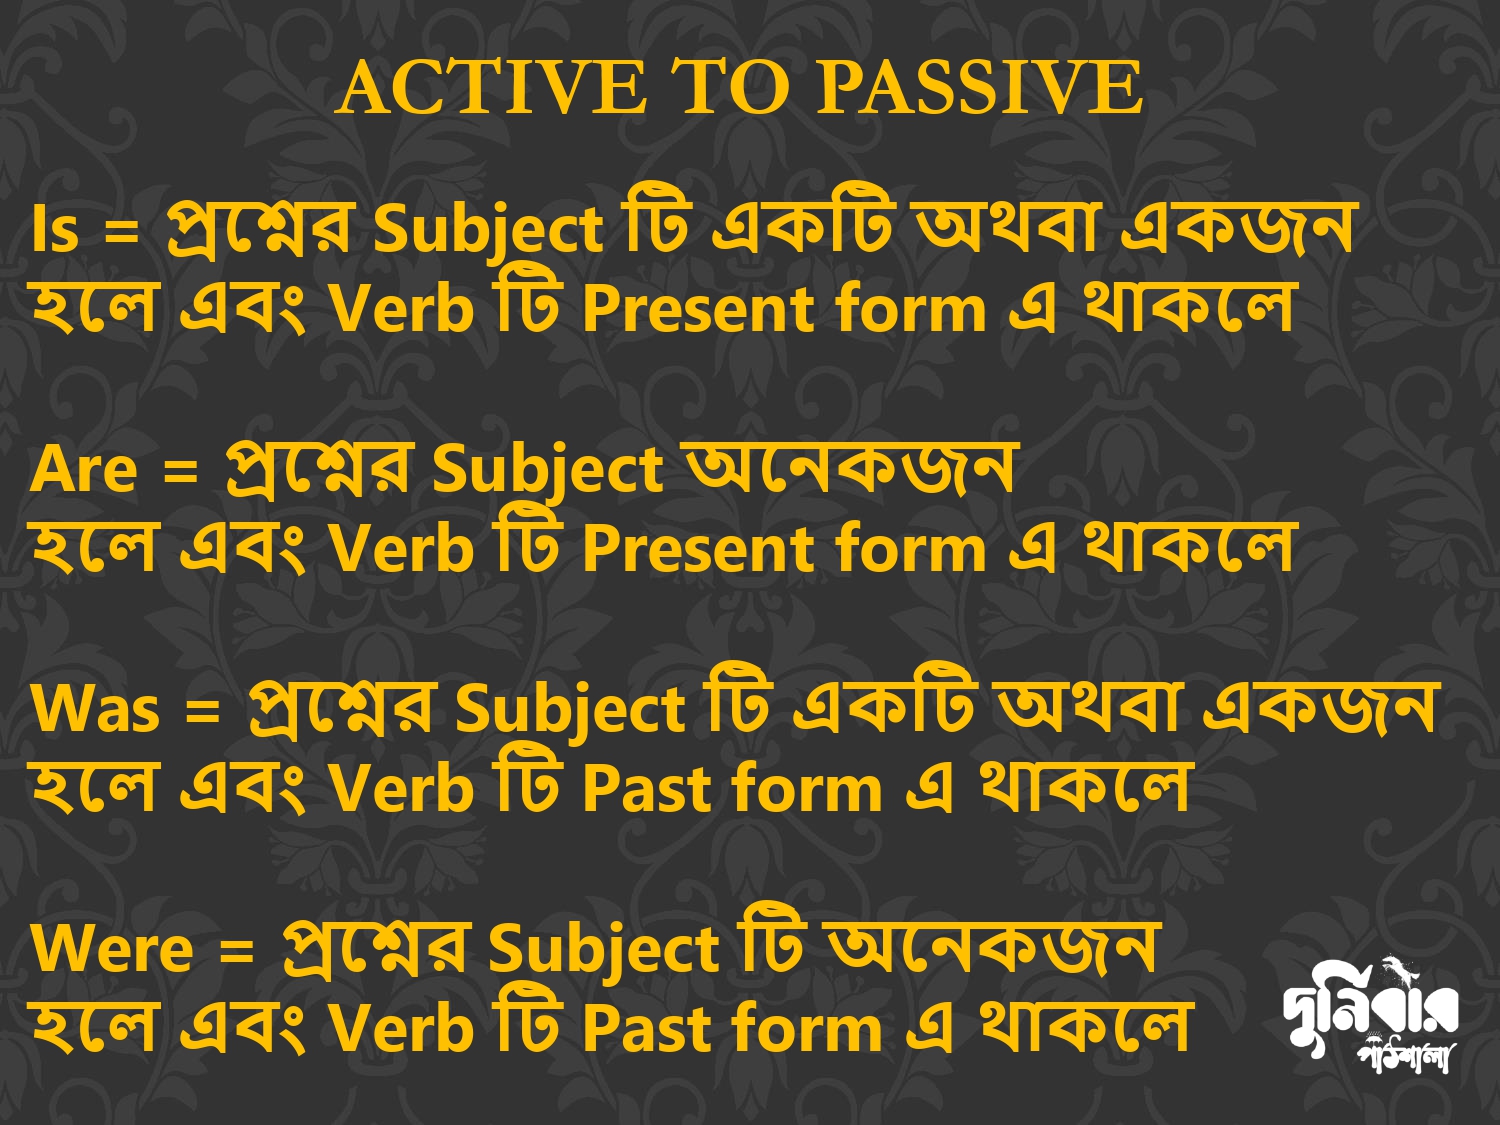 ACTIVE TO PASSIVE
Is = প্রশ্নের Subject টি একটি অথবা একজন
হলে এবং Verb টি Present form এ থাকলে
Are = প্রশ্নের Subject অনেকজন
হলে এবং Verb টি Present form এ থাকলে
Was = প্রশ্নের Subject টি একটি অথবা একজন
হলে এবং Verb টি Past form এ থাকলে
Were = প্রশ্নের Subject টি অনেকজন
হলে এবং Verb টি Past form এ থাকলে
দুর্নিবার
পাঠশালা